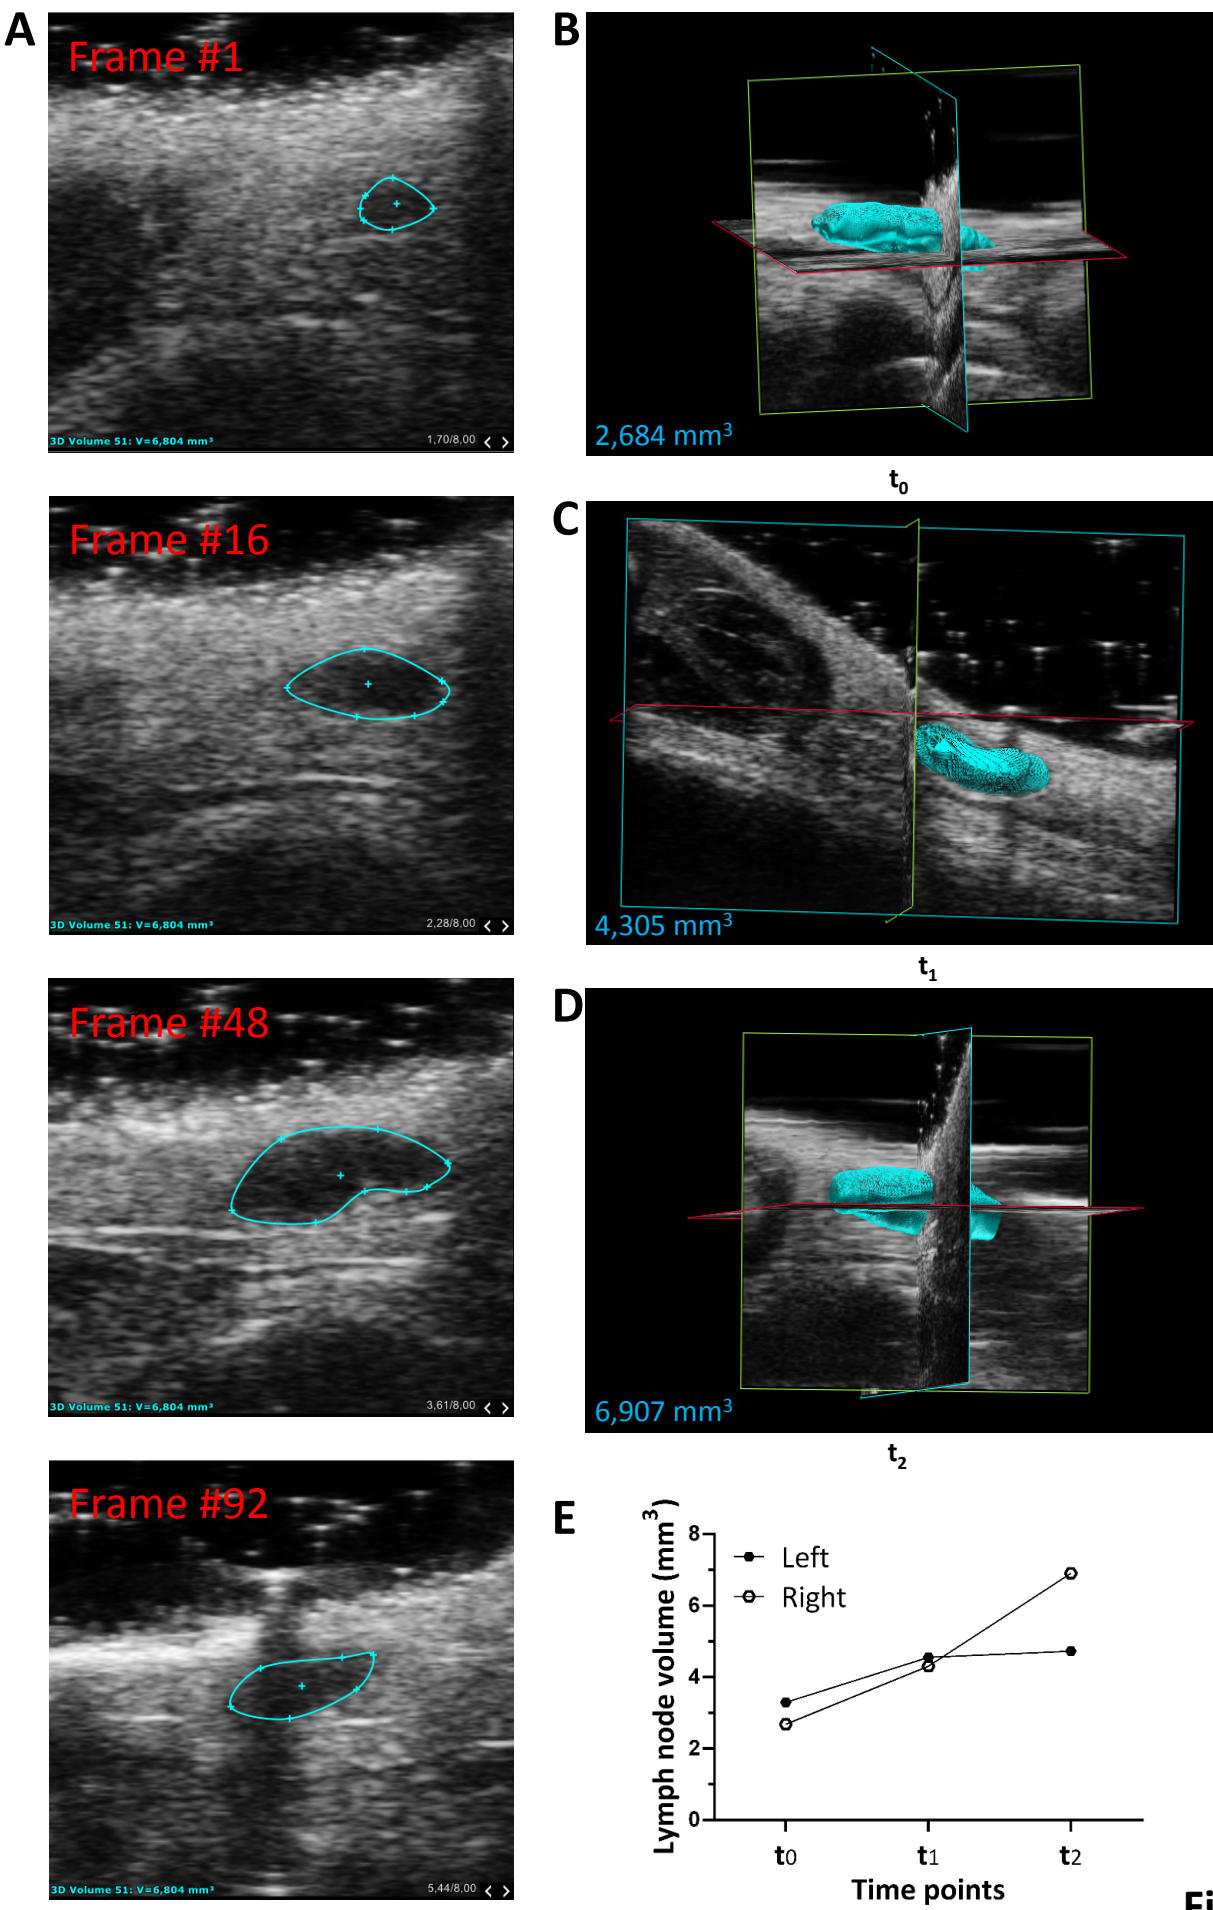 A
Frame #1
3D Volume 51: V=6,804 mm³
1,70/8,00 < >
Frame #16
3D Volume 51: V=6,804 mm³
2,28/8,00 < >
Frame #48
3D Volume 51: V=6,804 mm³
3,61/8,00 < >
Frame #92
3D Volume 51: V=6,804 mm³
5,44/8,00 < >
B
2,684 mm³
t₀
C
4,305 mm³
t₁
D
6,907 mm³
t₂
E
Lymph node volume (mm³)
8
6
4
2
0
Left
Right
t0 t1 t2
Time points
Fi